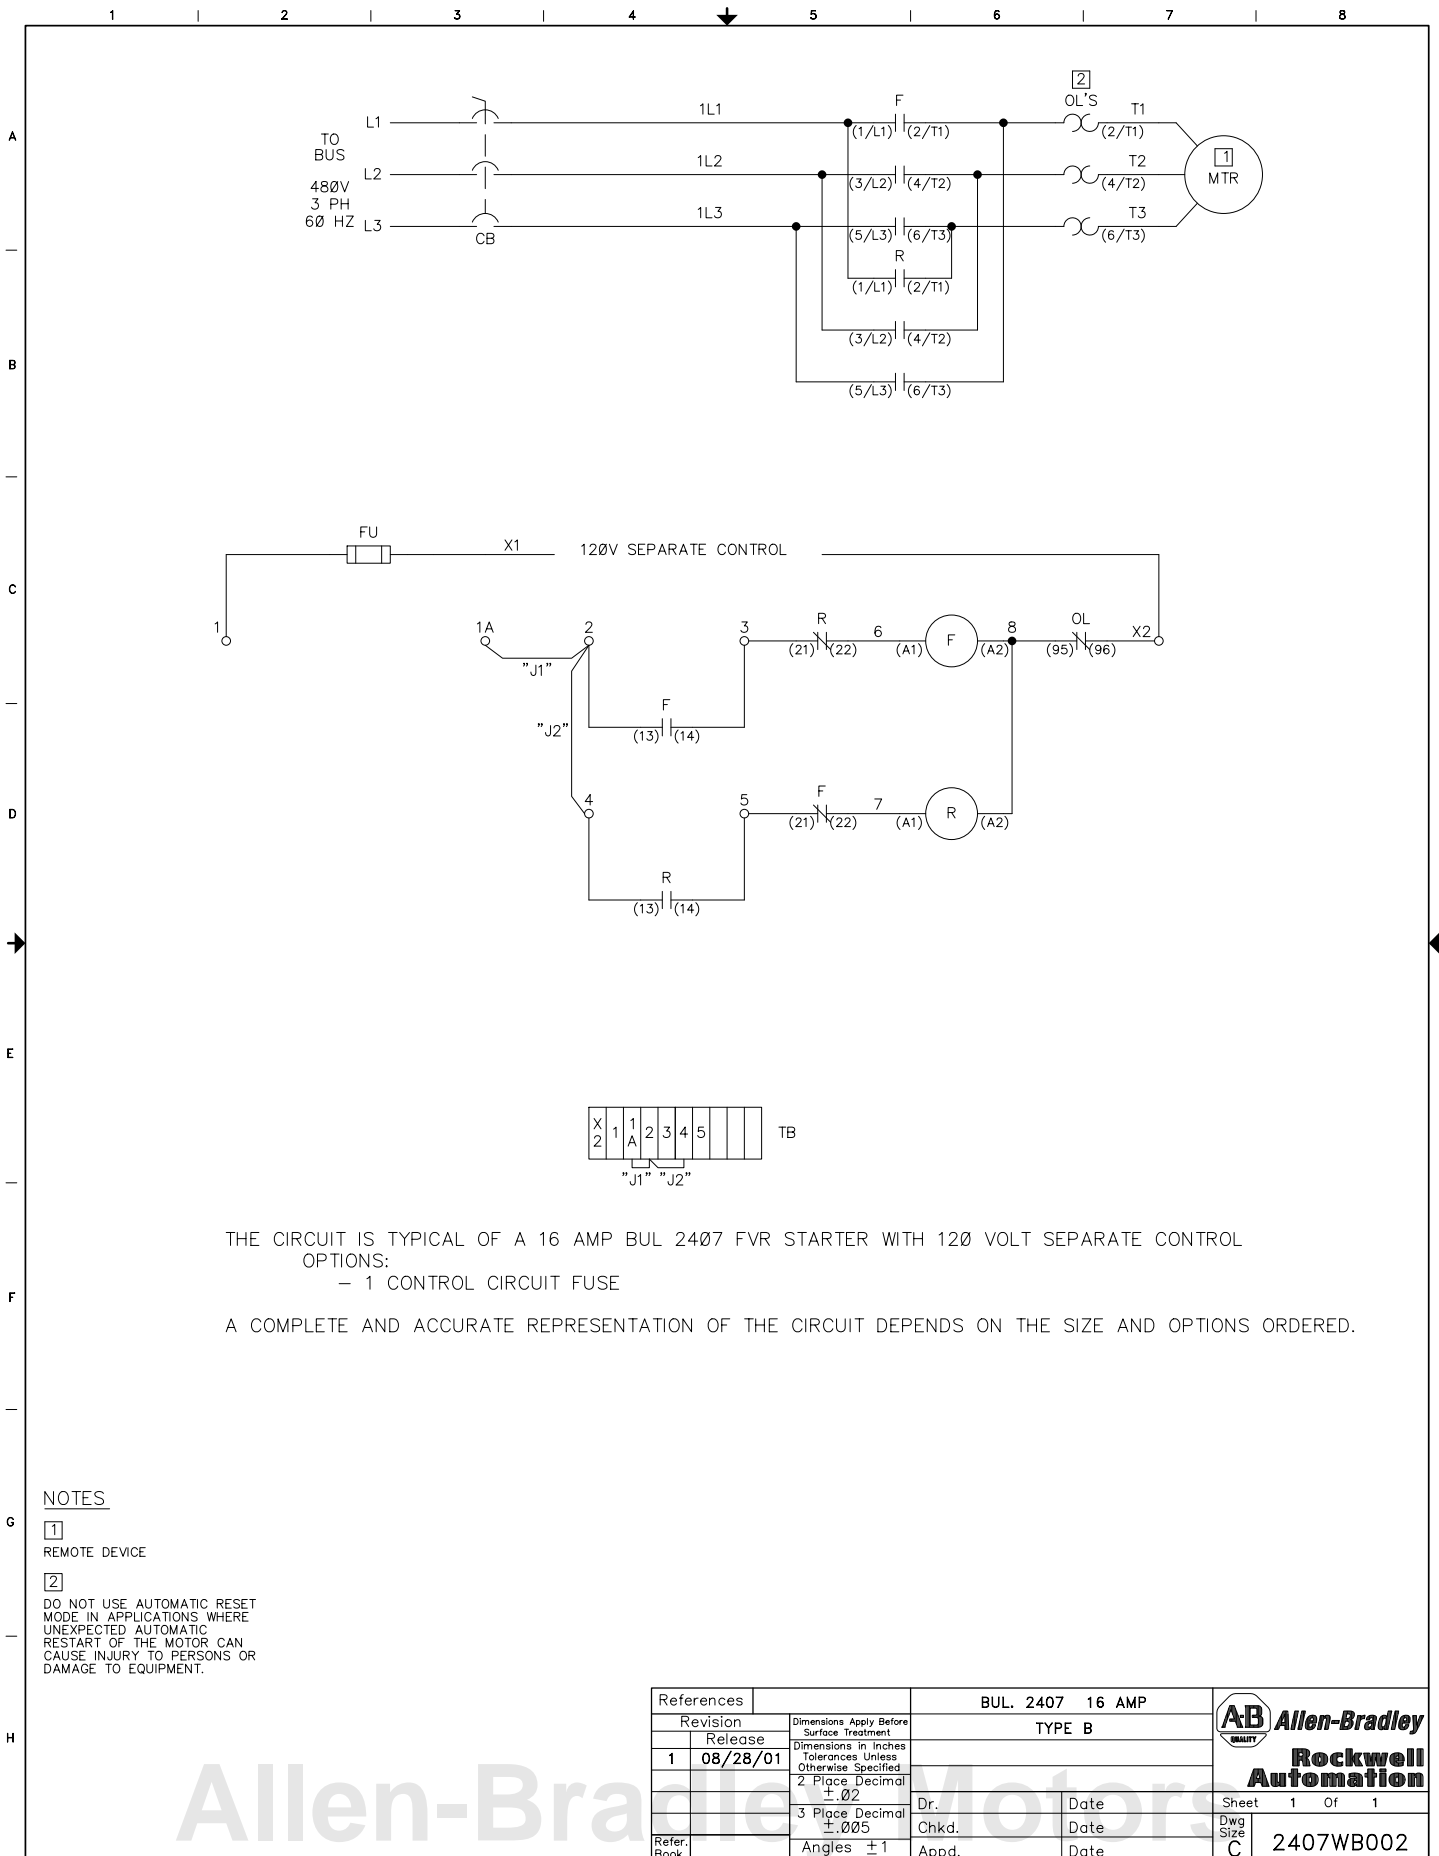 1 2 3 4 5 6 7 8
A
B
C
D
E
F
G
H
TO
BUS
480V
3 PH
60 HZ
L1
L2
L3
CB
1L1
1L2
1L3
F
(1/L1) (2/T1)
(3/L2) (4/T2)
(5/L3) (6/T3)
R
(1/L1) (2/T1)
(3/L2) (4/T2)
(5/L3) (6/T3)
2
OL'S
T1
(2/T1)
T2
(4/T2)
T3
(6/T3)
1
MTR
FU
X1
120V SEPARATE CONTROL
1
1A
2
3
R
(21) (22)
6
(A1)
F
(A2)
8
OL
(95) (96)
X2
"J1"
F
(13) (14)
"J2"
4
5
F
(21) (22)
7
(A1)
R
(A2)
R
(13) (14)
X2 1 1A 2 3 4 5
TB
"J1" "J2"
THE CIRCUIT IS TYPICAL OF A 16 AMP BUL 2407 FVR STARTER WITH 120 VOLT SEPARATE CONTROL
OPTIONS:
– 1 CONTROL CIRCUIT FUSE
A COMPLETE AND ACCURATE REPRESENTATION OF THE CIRCUIT DEPENDS ON THE SIZE AND OPTIONS ORDERED.
NOTES
1
REMOTE DEVICE
2
DO NOT USE AUTOMATIC RESET
MODE IN APPLICATIONS WHERE
UNEXPECTED AUTOMATIC
RESTART OF THE MOTOR CAN
CAUSE INJURY TO PERSONS OR
DAMAGE TO EQUIPMENT.
References
Revision
Release
1 08/28/01
Refer.
Book
Dimensions Apply Before
Surface Treatment
Dimensions in Inches
Tolerances Unless
Otherwise Specified
2 Place Decimal
±.02
3 Place Decimal
±.005
Angles ±1
BUL. 2407 16 AMP
TYPE B
Dr. Date
Chkd. Date
Appd. Date
A-B
QUALITY
Allen-Bradley
Rockwell
Automation
Sheet 1 Of 1
Dwg
Size
C
2407WB002
Allen-Bradley Motors